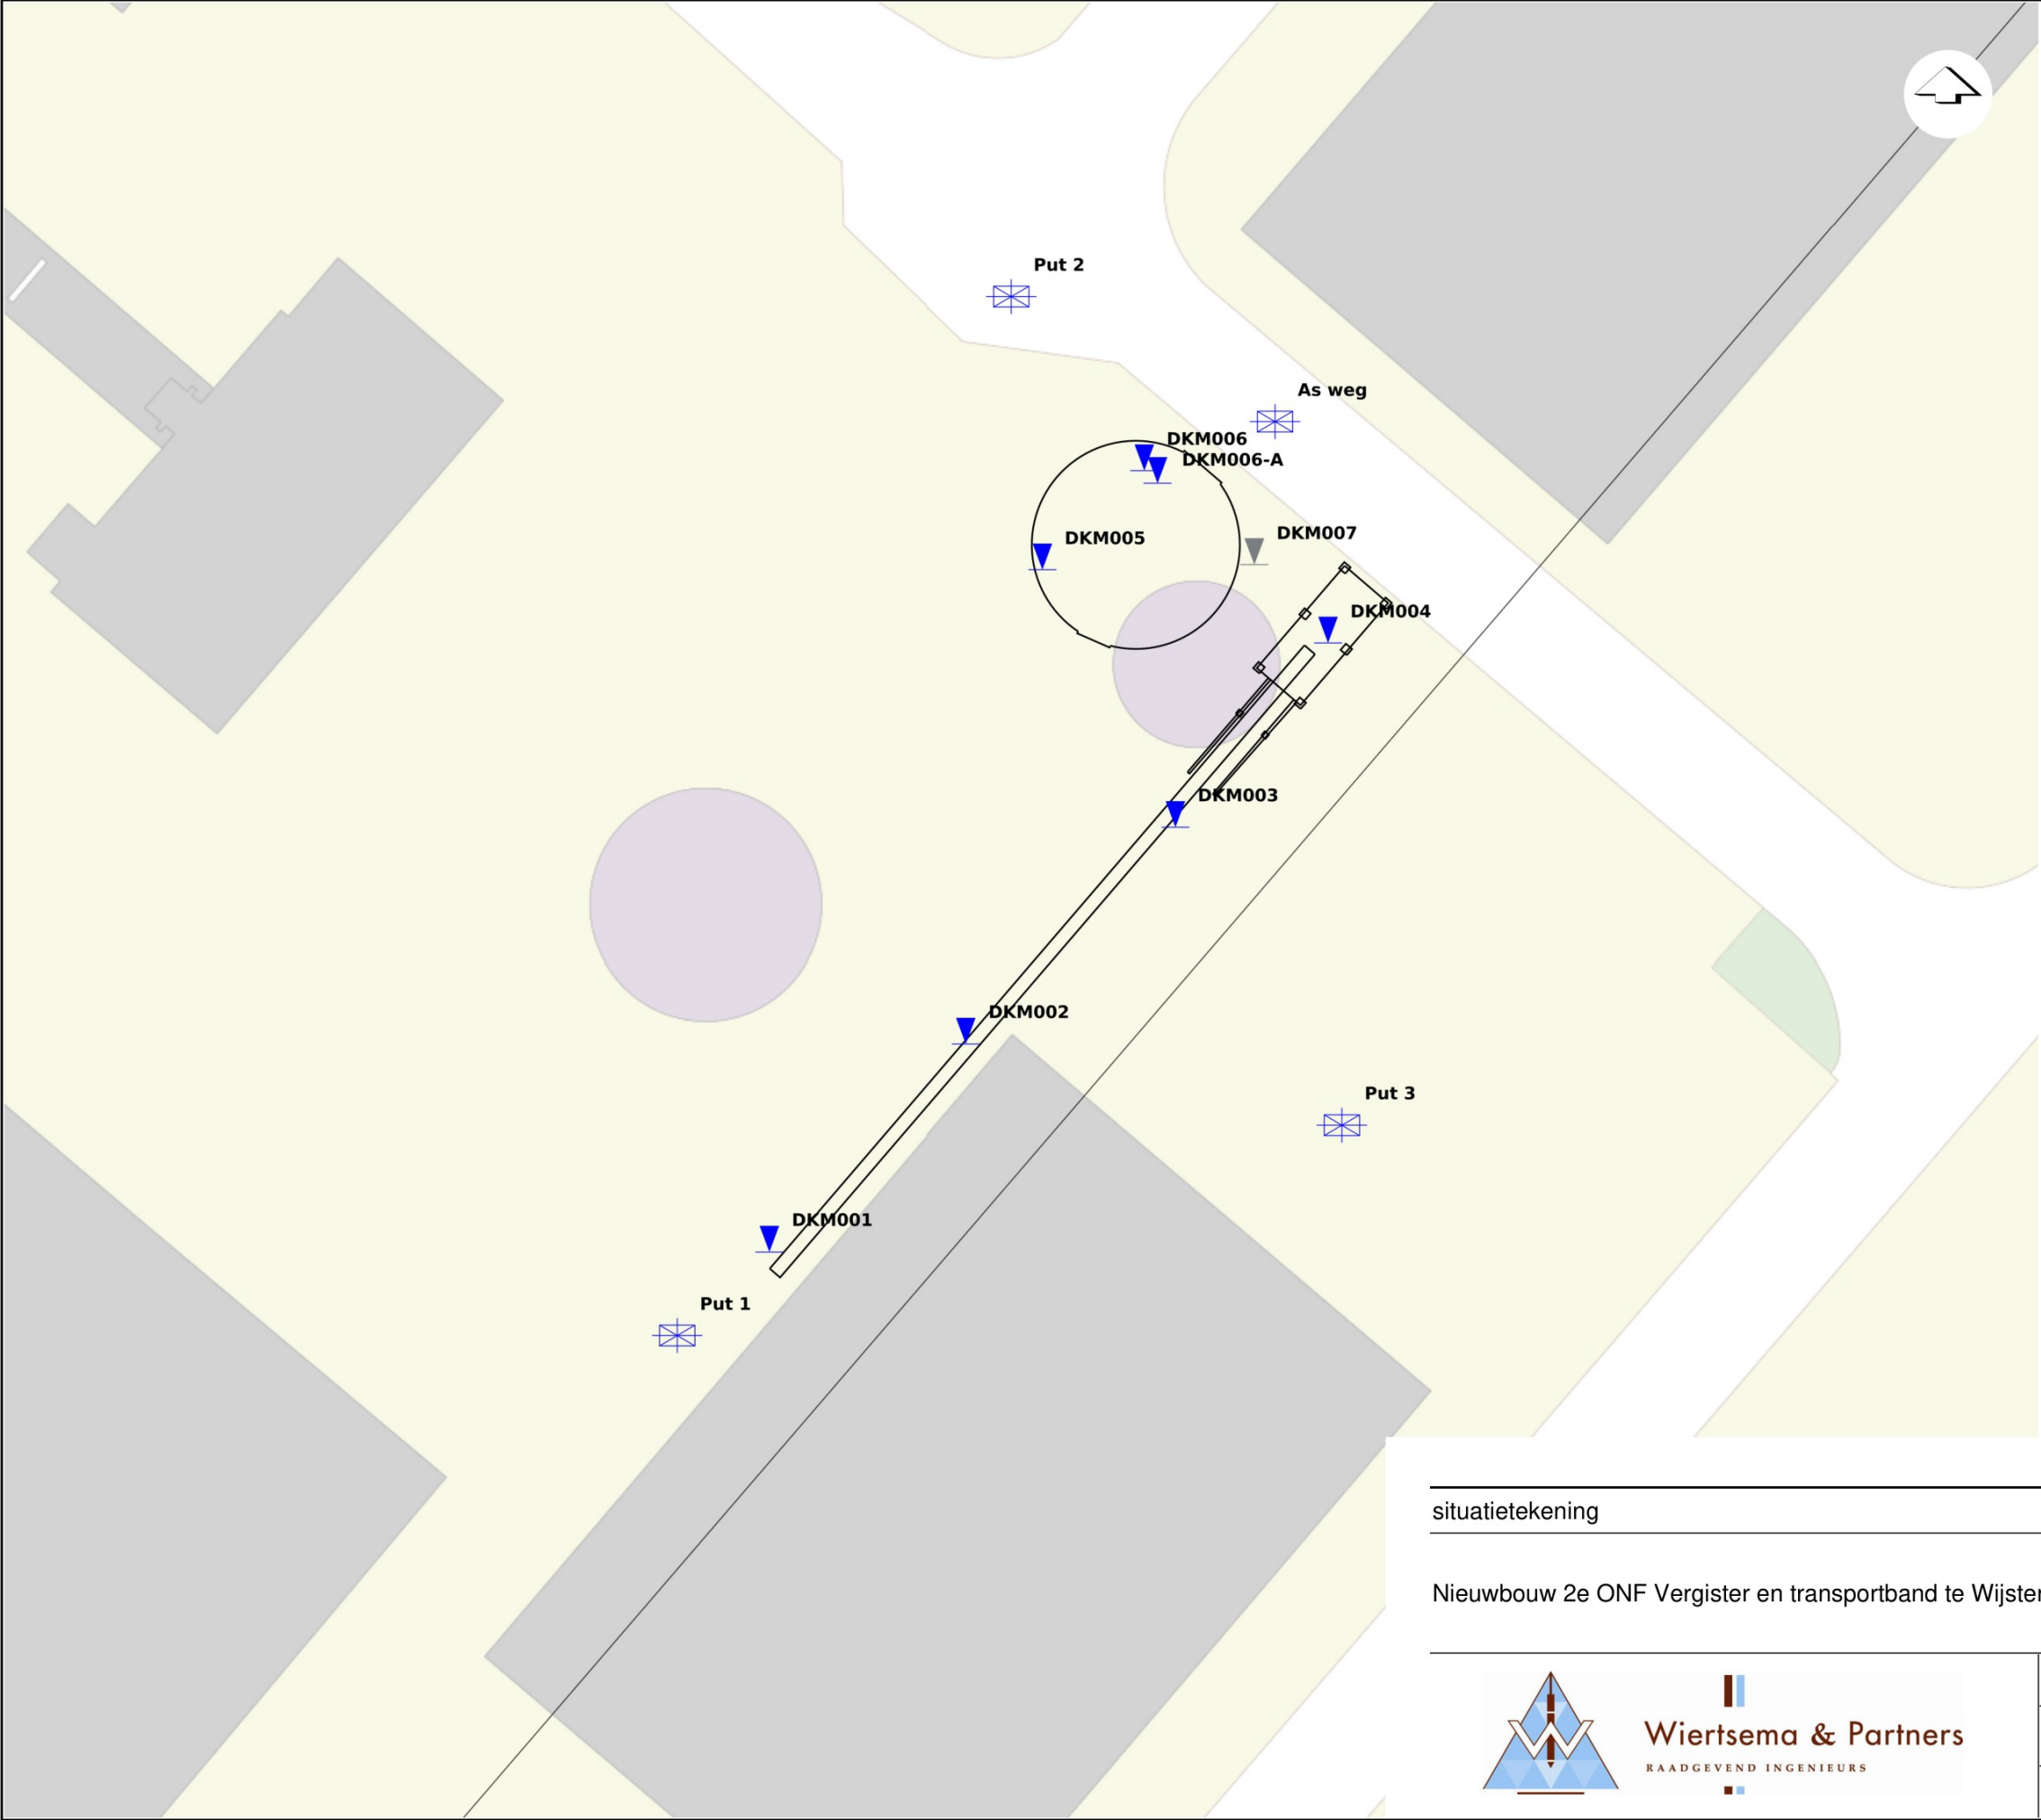 Put 2
As weg
DKM006
DKM006-A
DKM007
DKM005
DKM004
DKM003
DKM002
Put 3
DKM001
Put 1
situatietekening
Nieuwbouw 2e ONF Vergister en transportband te Wijster
Wiertsema & Partners
RAADGEVEND INGENIEURS